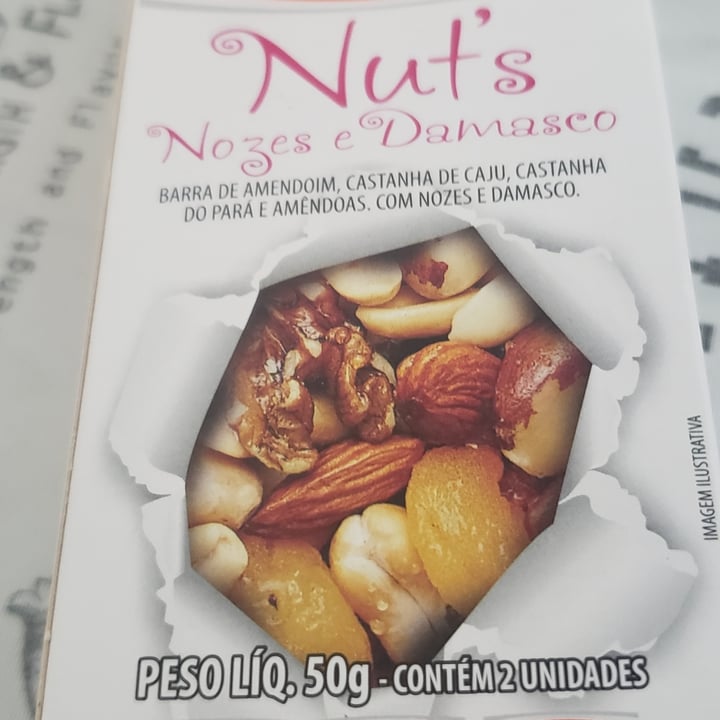 Nut's
Nozes e Damasco
BARRA DE AMENDOIM, CASTANHA DE CAJU, CASTANHA
DO PARÁ E AMÊNDOAS. COM NOZES E DAMASCO.
IMAGEM ILUSTRATIVA
PESO LÍQ. 50g - CONTÉM 2 UNIDADES